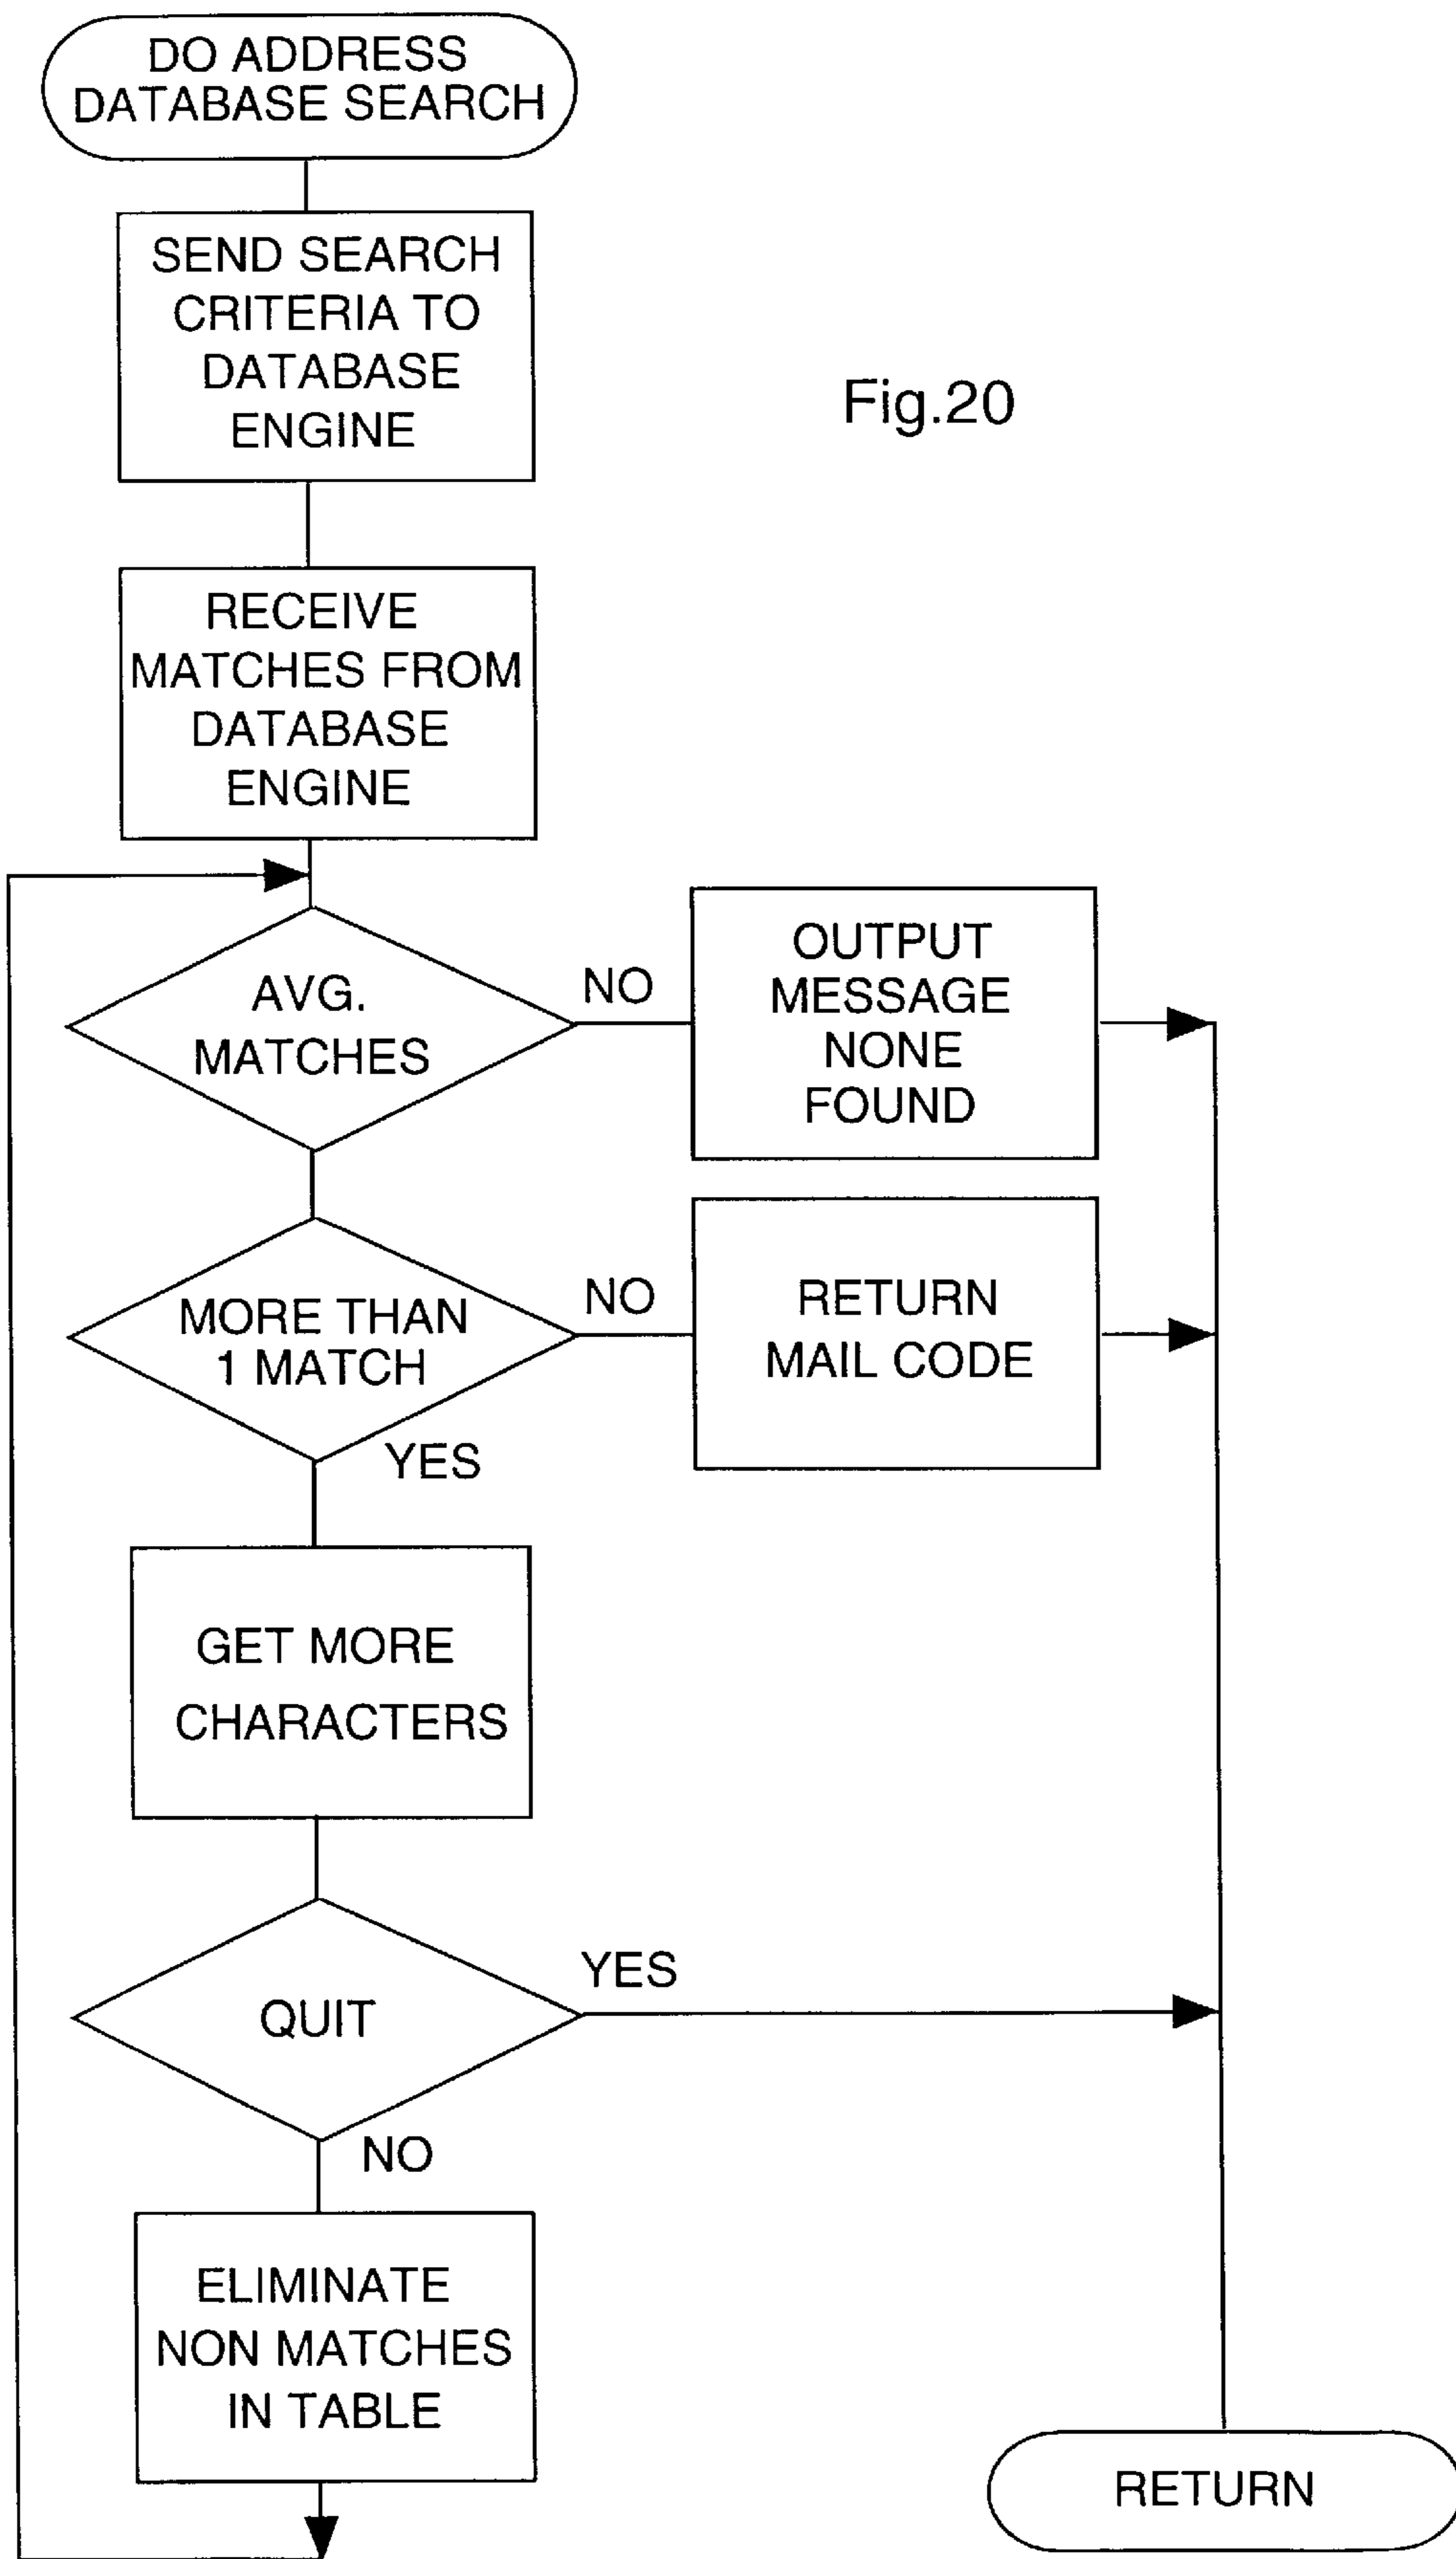 DO ADDRESS
DATABASE SEARCH
SEND SEARCH
CRITERIA TO
DATABASE
ENGINE
Fig.20
RECEIVE
MATCHES FROM
DATABASE
ENGINE
AVG.
MATCHES
NO
OUTPUT
MESSAGE
NONE
FOUND
MORE THAN
1 MATCH
NO
RETURN
MAIL CODE
YES
GET MORE
CHARACTERS
QUIT
YES
NO
ELIMINATE
NON MATCHES
IN TABLE
RETURN